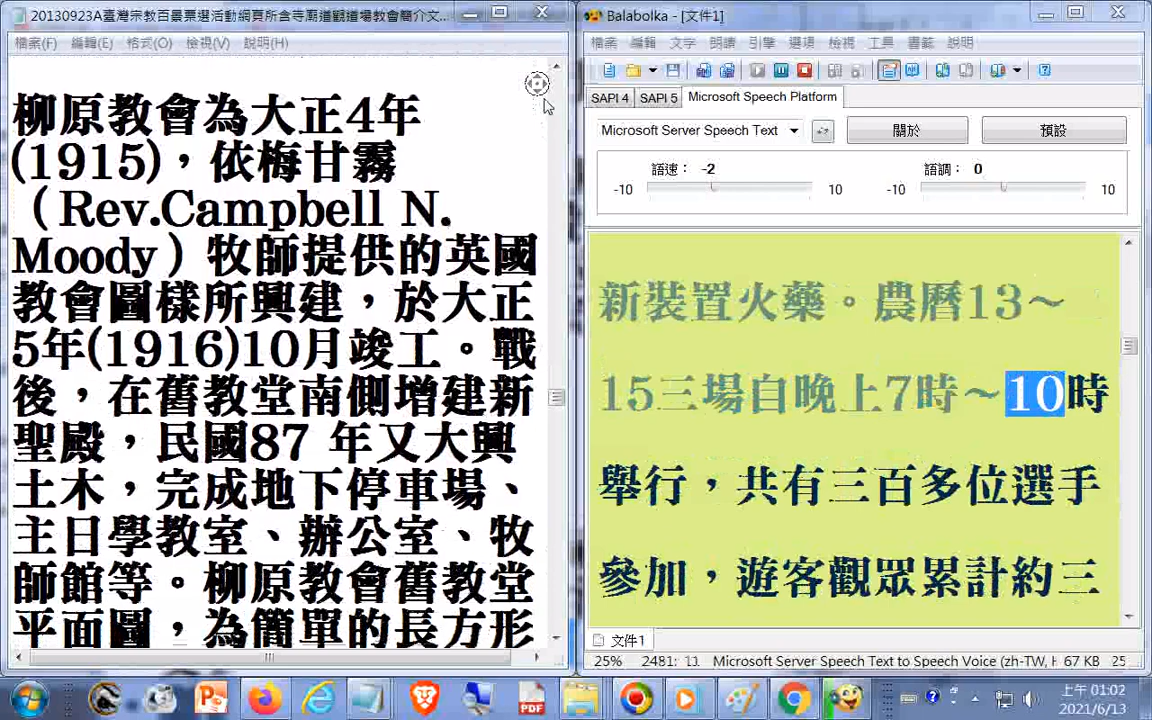 20130923A臺灣宗教百景票選活動網頁所含寺廟道觀道場教會簡介文...
檔案(F) 編輯(E) 格式(O) 檢視(V) 說明(H)
柳原教會為大正4年
(1915)，依梅甘霧
（Rev.Campbell N.
Moody）牧師提供的英國
教會圖樣所興建，於大正
5年(1916)10月竣工。戰
後，在舊教堂南側增建新
聖殿，民國87 年又大興
土木，完成地下停車場、
主日學教室、辦公室、牧
師館等。柳原教會舊教堂
平面圖，為簡單的長方形
Balabolka - [文件1]
檔案 編輯 文字 朗讀 引擎 選項 檢視 工具 書籤 說明
SAPI 4 SAPI 5 Microsoft Speech Platform
Microsoft Server Speech Text 關於 預設
語速： -2 語調： 0
-10 10 -10 10
新裝置火藥。農曆13～
15三場自晚上7時～10時
舉行，共有三百多位選手
參加，遊客觀眾累計約三
文件1
25% 2481: 11 Microsoft Server Speech Text to Speech Voice (zh-TW, H 67 KB 25
PDF
上午 01:02
2021/6/13